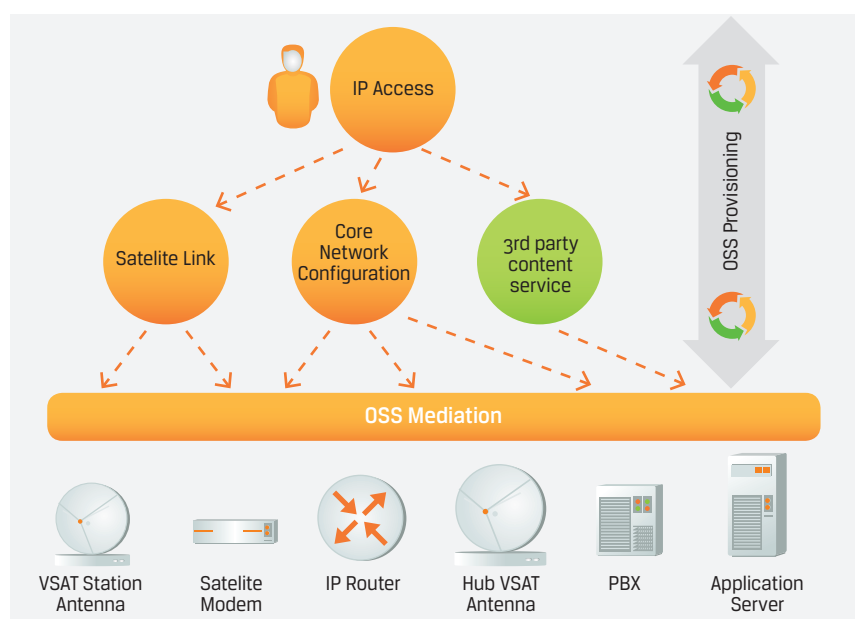 IP Access
Satelite Link
Core
Network
Configuration
3rd party
content
service
OSS Provisioning
OSS Mediation
VSAT Station
Antenna
Satelite
Modem
IP Router
Hub VSAT
Antenna
PBX
Application
Server